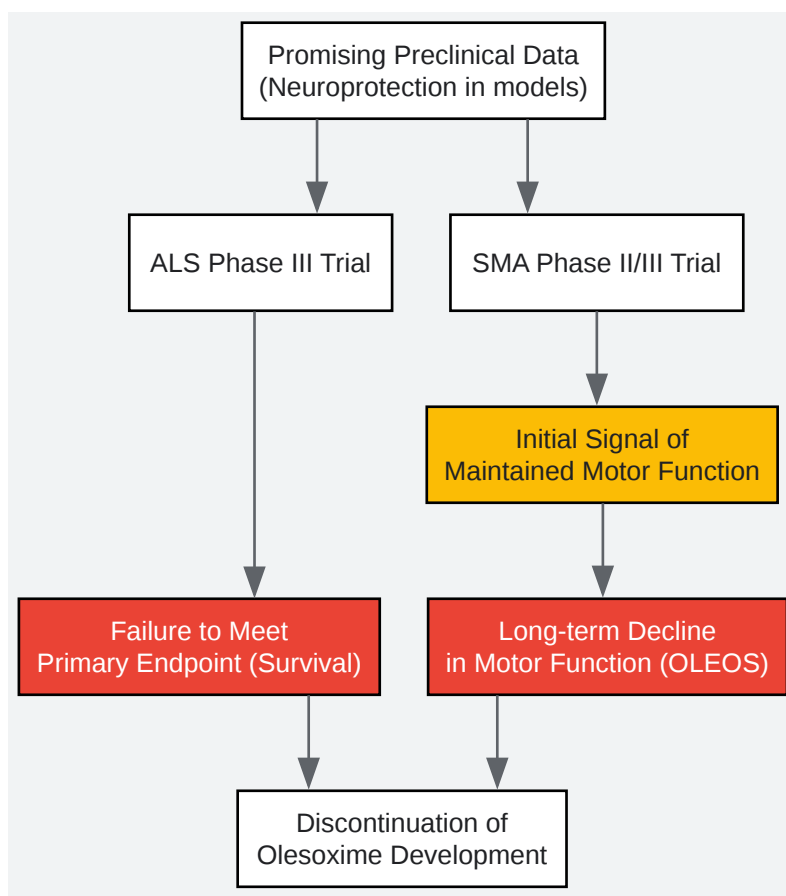 Promising Preclinical Data
(Neuroprotection in models)
ALS Phase III Trial
SMA Phase II/III Trial
Initial Signal of
Maintained Motor Function
Failure to Meet
Primary Endpoint (Survival)
Long-term Decline
in Motor Function (OLEOS)
Discontinuation of
Olesoxime Development